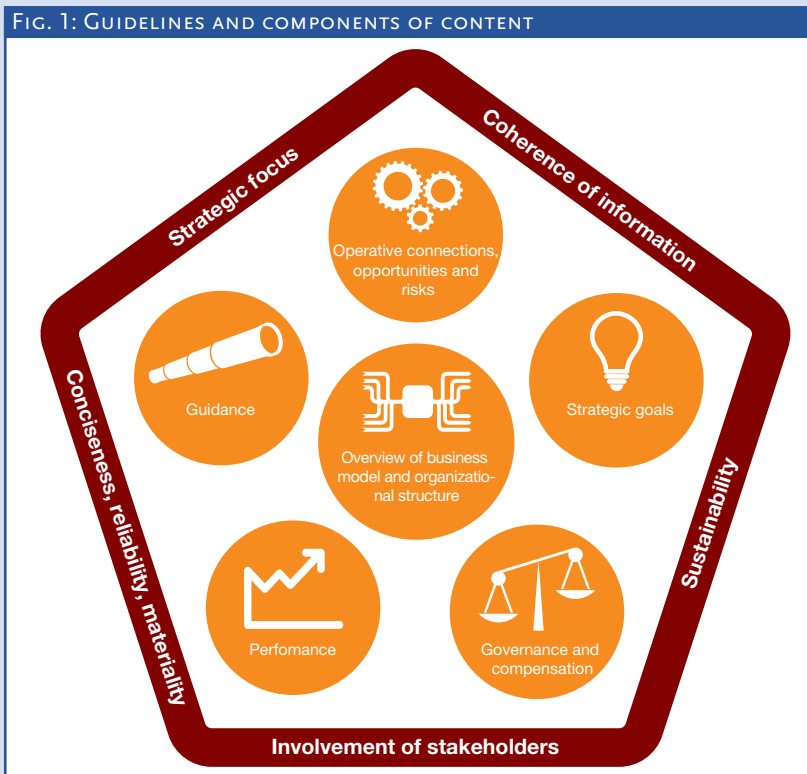 FIG. 1: GUIDELINES AND COMPONENTS OF CONTENT
Strategic focus
Coherence of information
Operative connections,
opportunities and
risks
Guidance
Strategic goals
Overview of business
model and organizatio-
nal structure
Conciseness, reliability, materiality
Sustainability
Perfomance
Governance and
compensation
Involvement of stakeholders